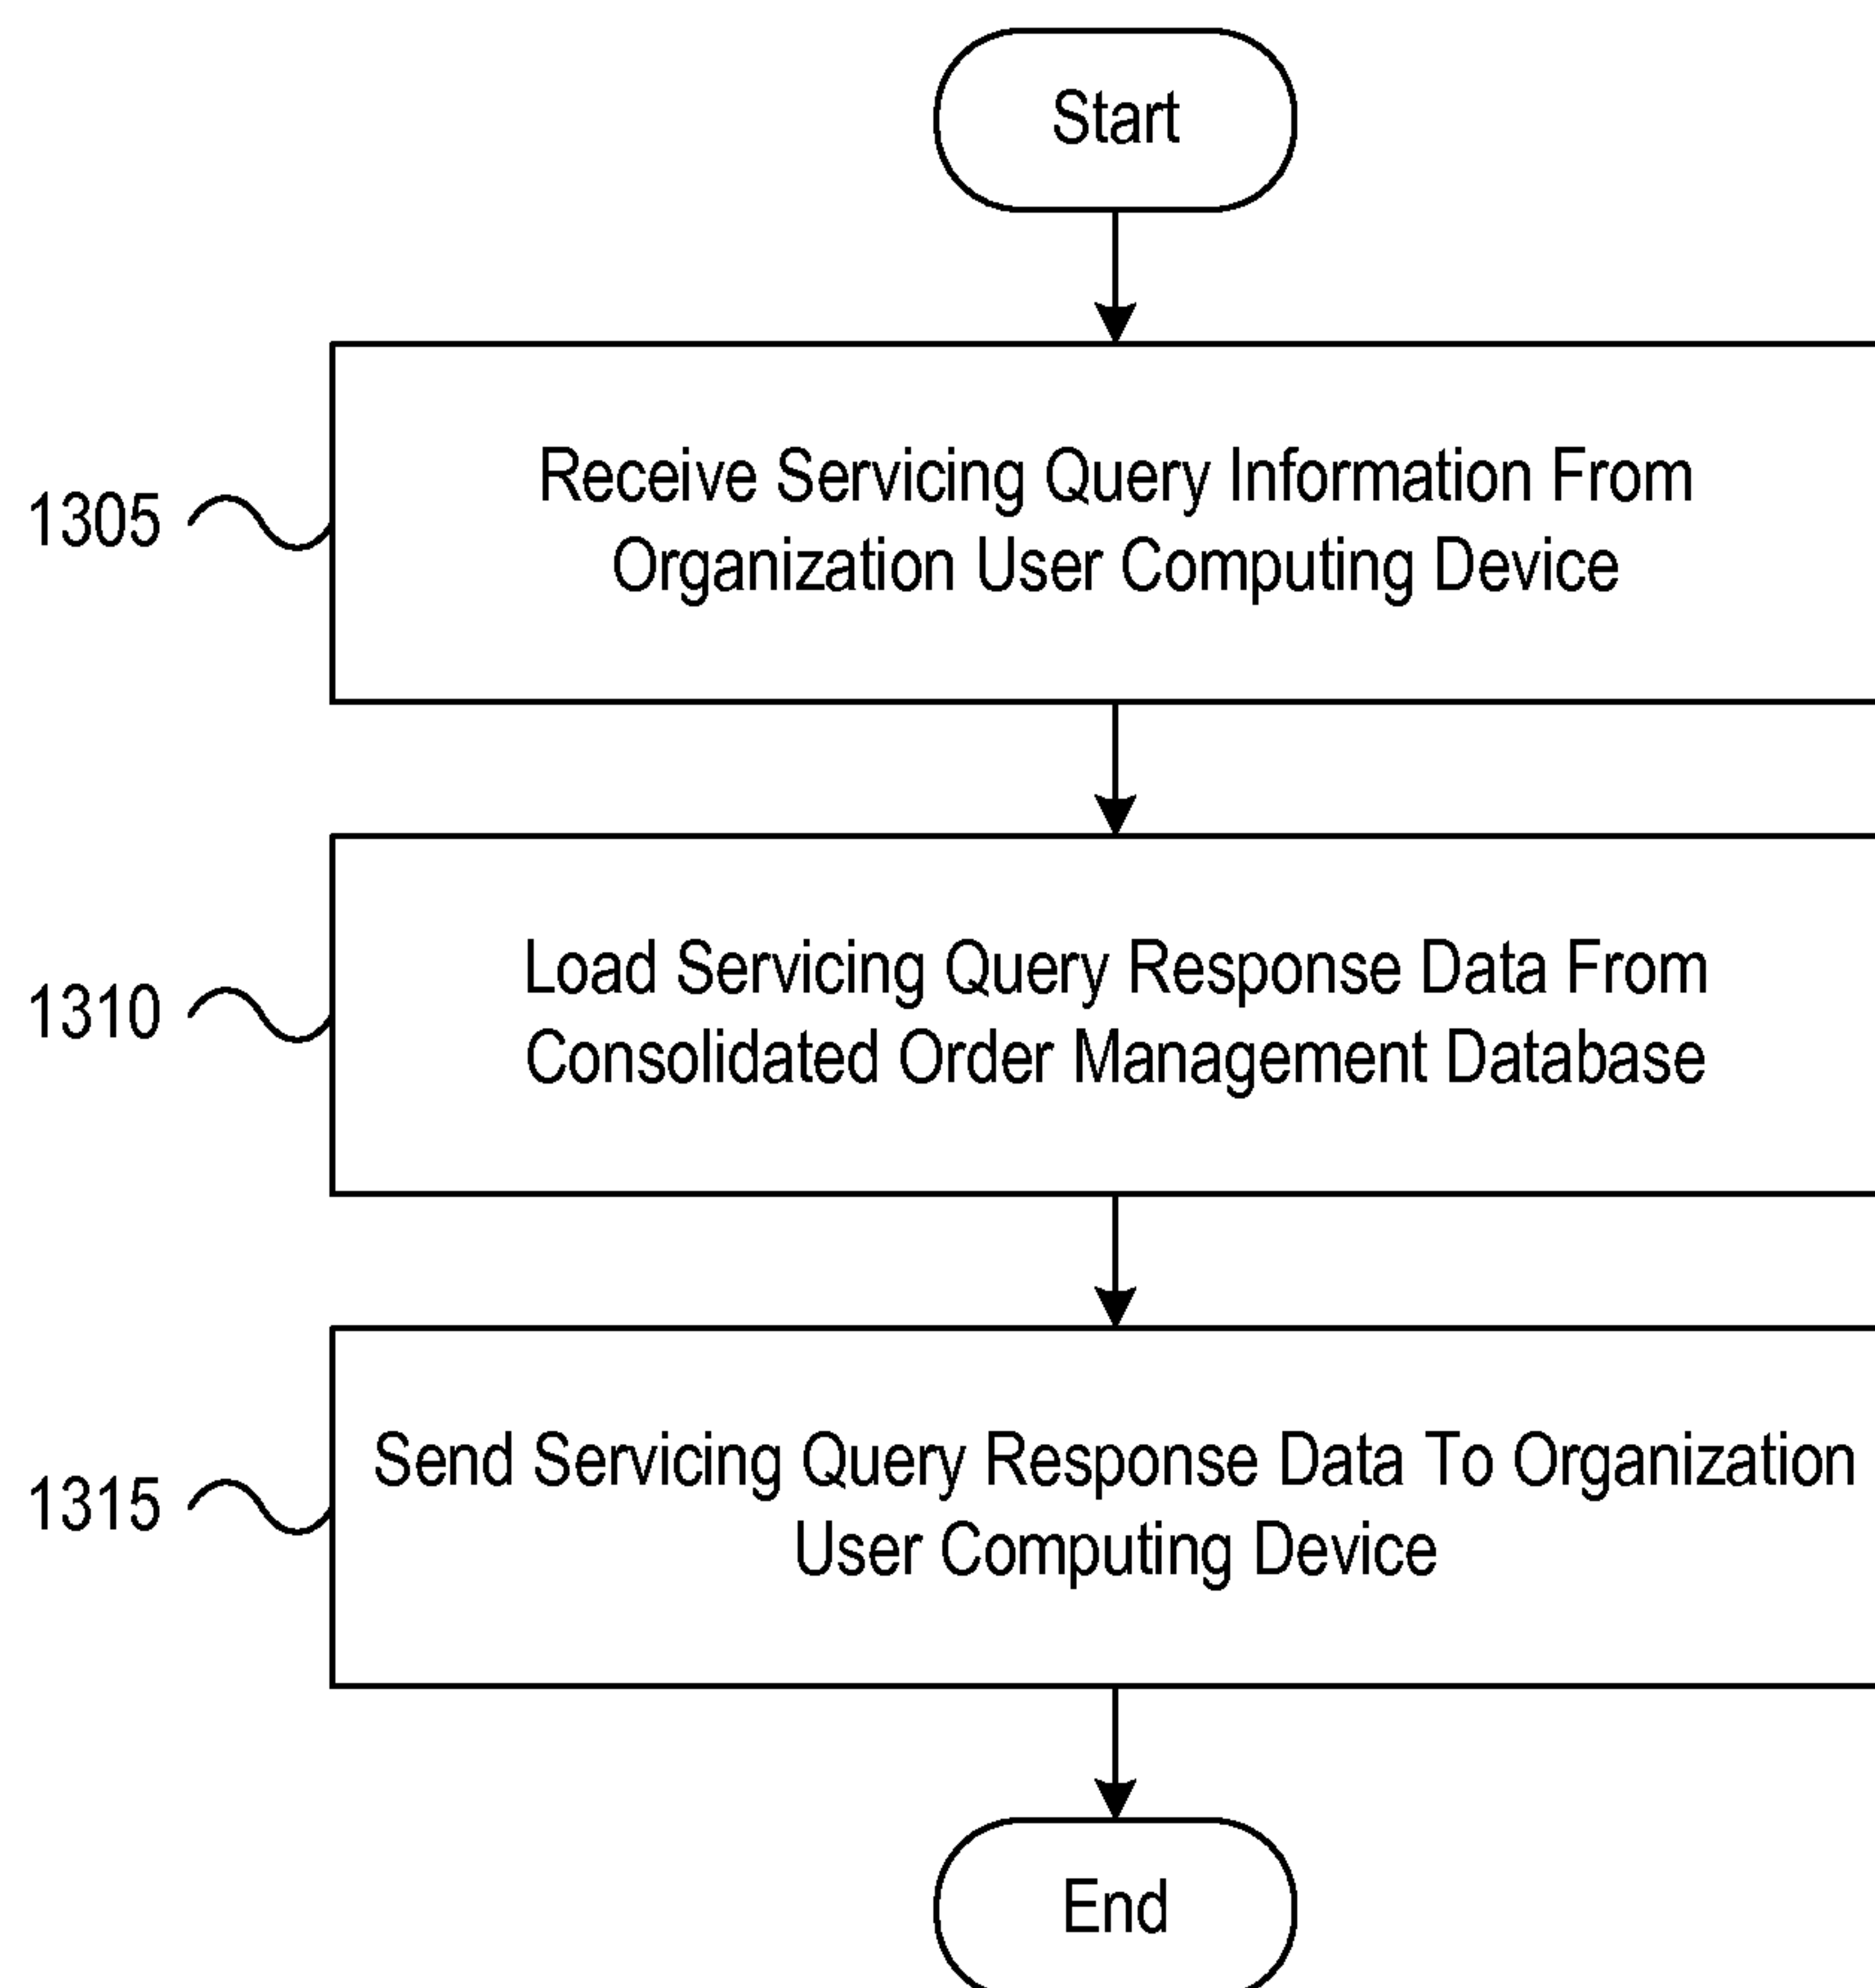 Start
1305
Receive Servicing Query Information From
Organization User Computing Device
1310
Load Servicing Query Response Data From
Consolidated Order Management Database
1315
Send Servicing Query Response Data To Organization
User Computing Device
End